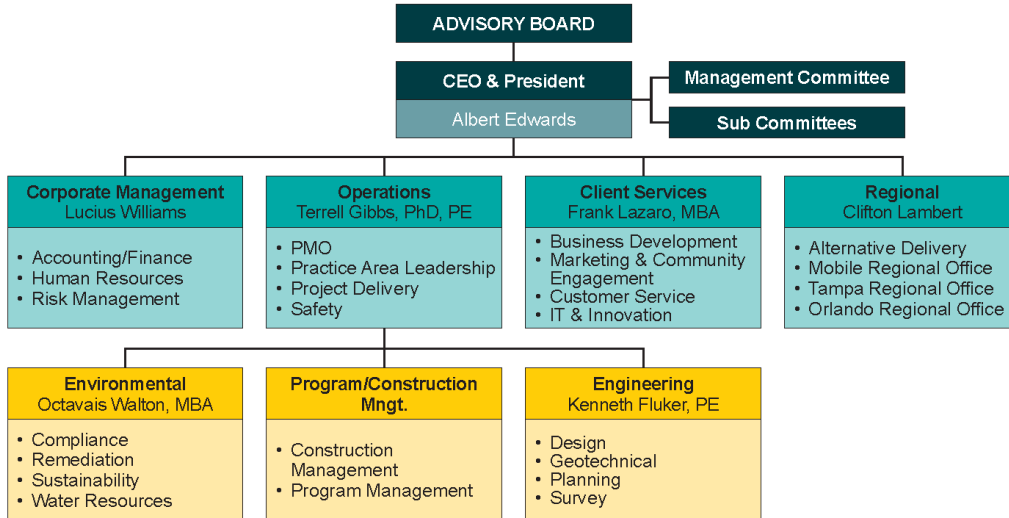 ADVISORY BOARD
CEO & President
Albert Edwards
Management Committee
Sub Committees
Corporate Management
Lucius Williams
• Accounting/Finance
• Human Resources
• Risk Management
Operations
Terrell Gibbs, PhD, PE
• PMO
• Practice Area Leadership
• Project Delivery
• Safety
Client Services
Frank Lazaro, MBA
• Business Development
• Marketing & Community
Engagement
• Customer Service
• IT & Innovation
Regional
Clifton Lambert
• Alternative Delivery
• Mobile Regional Office
• Tampa Regional Office
• Orlando Regional Office
Environmental
Octavais Walton, MBA
• Compliance
• Remediation
• Sustainability
• Water Resources
Program/Construction
Mngt.
• Construction
Management
• Program Management
Engineering
Kenneth Fluker, PE
• Design
• Geotechnical
• Planning
• Survey